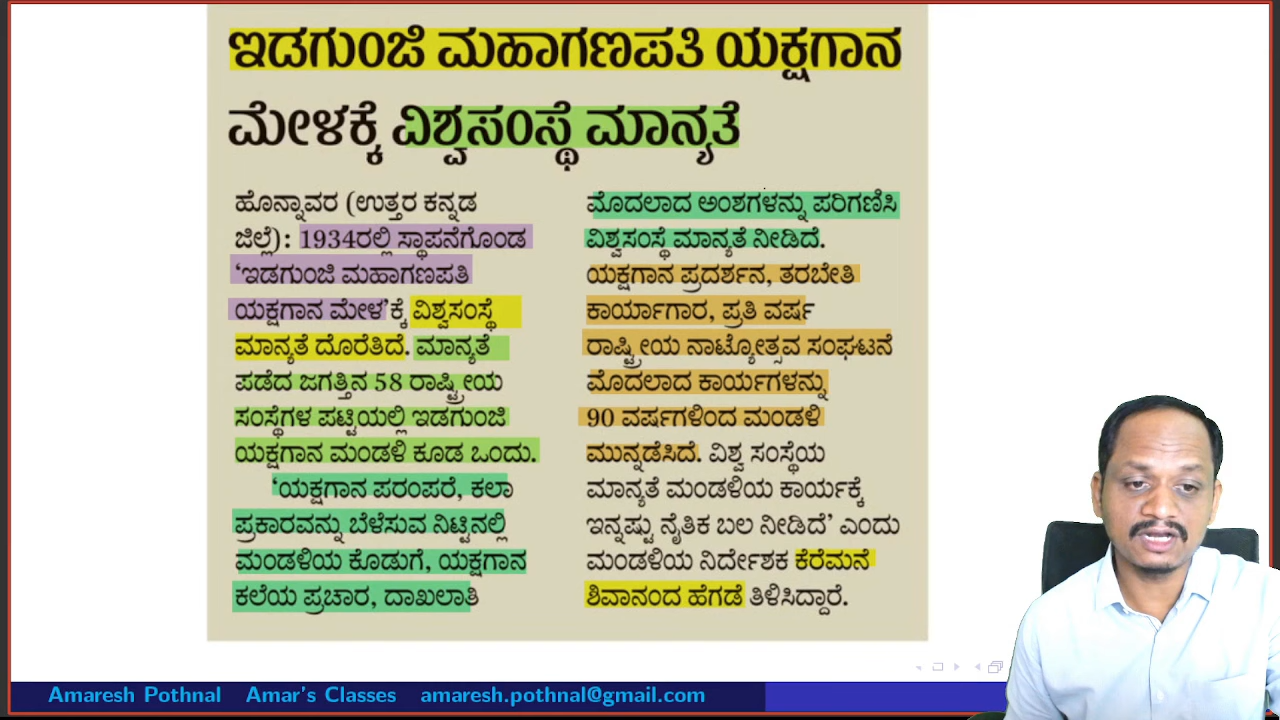 ಇಡಗುಂಜಿ ಮಹಾಗಣಪತಿ ಯಕ್ಷಗಾನ
ಮೇಳಕ್ಕೆ ವಿಶ್ವಸಂಸ್ಥೆ ಮಾನ್ಯತೆ
ಹೊನ್ನಾವರ (ಉತ್ತರ ಕನ್ನಡ
ಜಿಲ್ಲೆ): 1934ರಲ್ಲಿ ಸ್ಥಾಪನೆಗೊಂಡ
‘ಇಡಗುಂಜಿ ಮಹಾಗಣಪತಿ
ಯಕ್ಷಗಾನ ಮೇಳ’ಕ್ಕೆ ವಿಶ್ವಸಂಸ್ಥೆ
ಮಾನ್ಯತೆ ದೊರೆತಿದೆ. ಮಾನ್ಯತೆ
ಪಡೆದ ಜಗತ್ತಿನ 58 ರಾಷ್ಟ್ರೀಯ
ಸಂಸ್ಥೆಗಳ ಪಟ್ಟಿಯಲ್ಲಿ ಇಡಗುಂಜಿ
ಯಕ್ಷಗಾನ ಮಂಡಳಿ ಕೂಡ ಒಂದು.
‘ಯಕ್ಷಗಾನ ಪರಂಪರೆ, ಕಲಾ
ಪ್ರಕಾರವನ್ನು ಬೆಳೆಸುವ ನಿಟ್ಟಿನಲ್ಲಿ
ಮಂಡಳಿಯ ಕೊಡುಗೆ, ಯಕ್ಷಗಾನ
ಕಲೆಯ ಪ್ರಚಾರ, ದಾಖಲಾತಿ
ಮೊದಲಾದ ಅಂಶಗಳನ್ನು ಪರಿಗಣಿಸಿ
ವಿಶ್ವಸಂಸ್ಥೆ ಮಾನ್ಯತೆ ನೀಡಿದೆ.
ಯಕ್ಷಗಾನ ಪ್ರದರ್ಶನ, ತರಬೇತಿ
ಕಾರ್ಯಾಗಾರ, ಪ್ರತಿ ವರ್ಷ
ರಾಷ್ಟ್ರೀಯ ನಾಟ್ಯೋತ್ಸವ ಸಂಘಟನೆ
ಮೊದಲಾದ ಕಾರ್ಯಗಳನ್ನು
90 ವರ್ಷಗಳಿಂದ ಮಂಡಳಿ
ಮುನ್ನಡೆಸಿದೆ. ವಿಶ್ವ ಸಂಸ್ಥೆಯ
ಮಾನ್ಯತೆ ಮಂಡಳಿಯ ಕಾರ್ಯಕ್ಕೆ
ಇನ್ನಷ್ಟು ನೈತಿಕ ಬಲ ನೀಡಿದೆ’ ಎಂದು
ಮಂಡಳಿಯ ನಿರ್ದೇಶಕ ಕೆರೆಮನೆ
ಶಿವಾನಂದ ಹೆಗಡೆ ತಿಳಿಸಿದ್ದಾರೆ.
Amaresh Pothnal Amar's Classes amaresh.pothnal@gmail.com